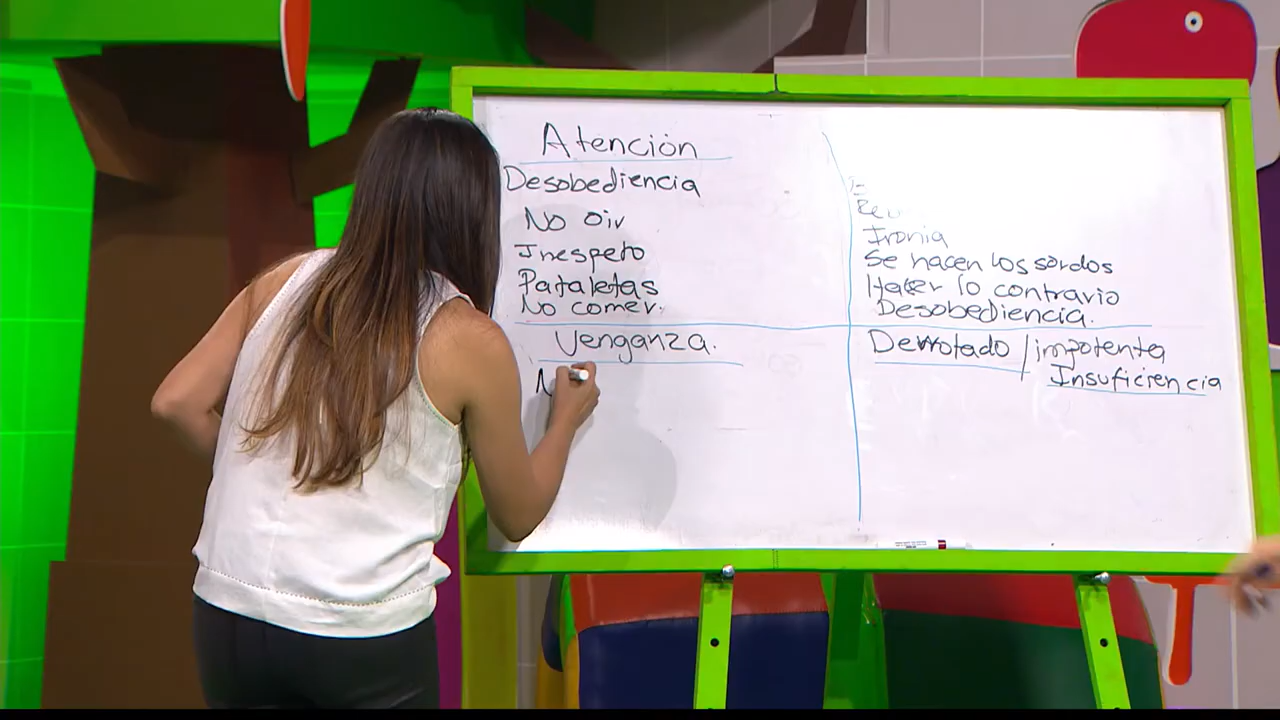 Atención
Desobediencia
No oir
Irrespeto
Pataletas
No comer.
Ironia
Se hacen los sordos
Hacer lo contrario
Desobediencia.
Venganza.
Derrotado / impotente
Insuficiencia